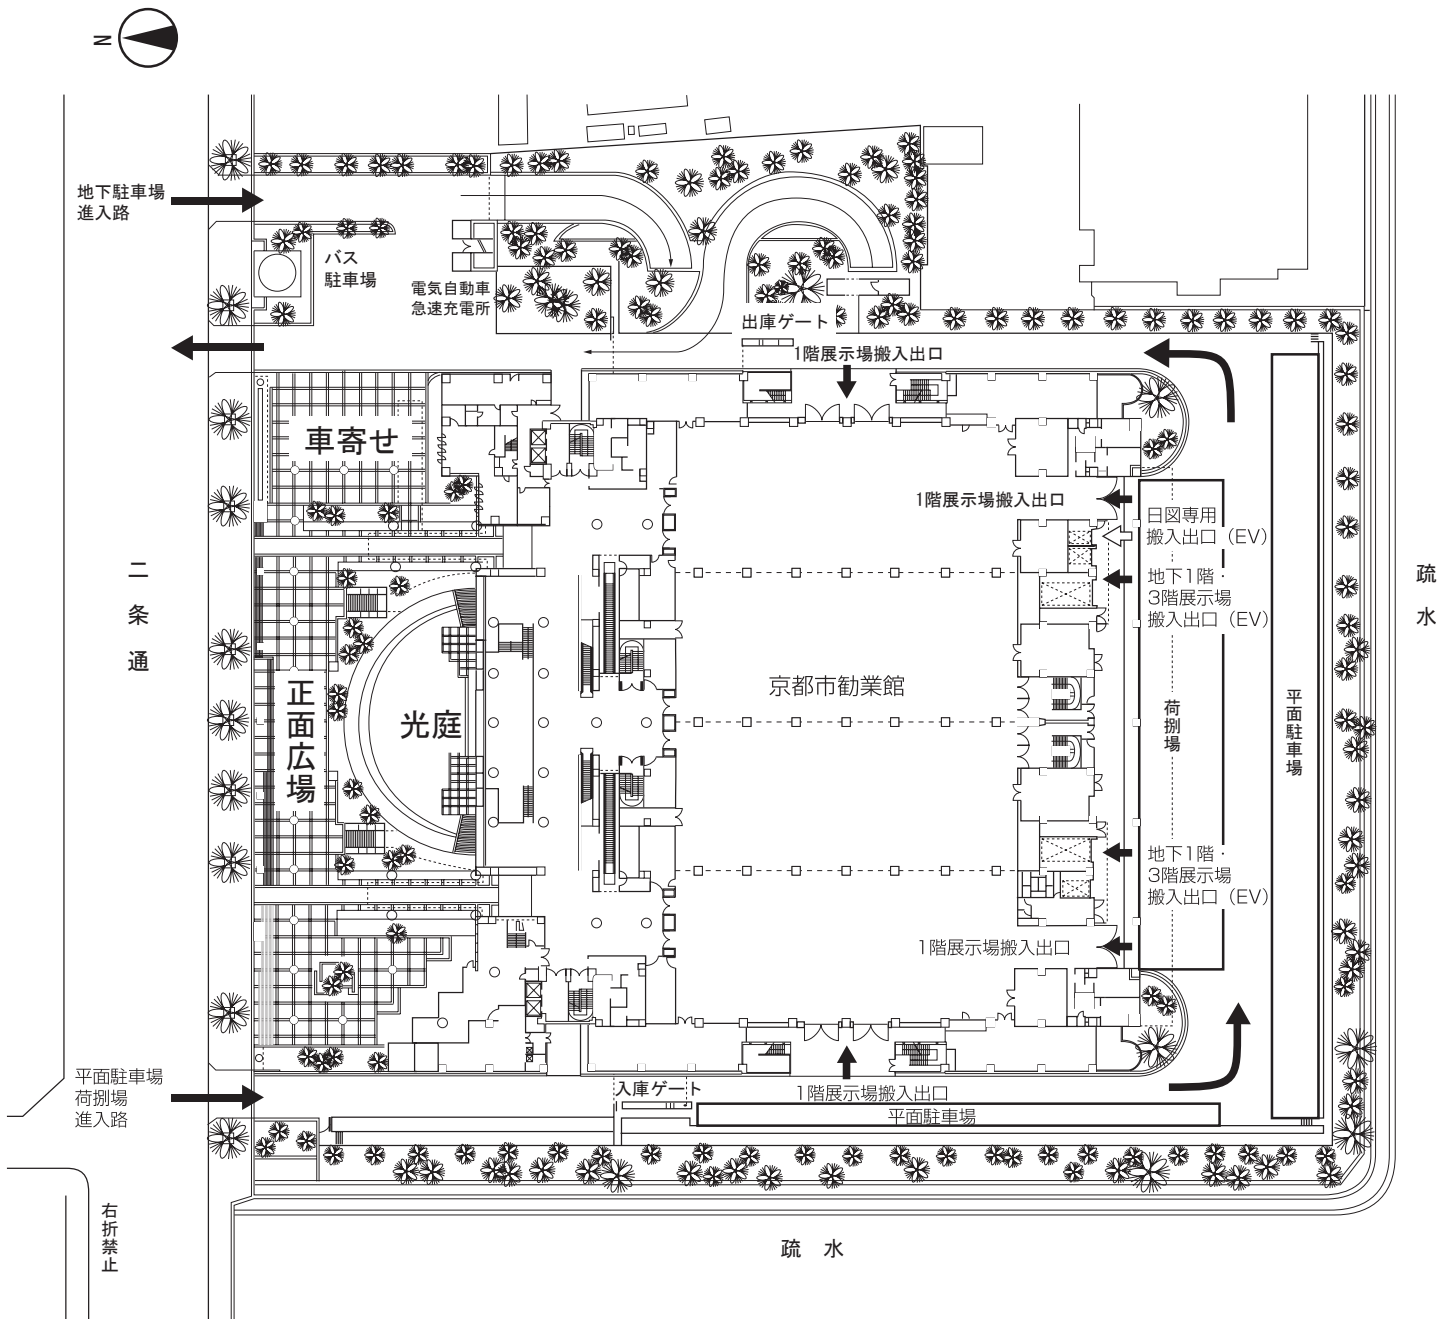 N
地下駐車場
進入路
バス
駐車場
電気自動車
急速充電所
出庫ゲート
1階展示場搬入出口
車寄せ
1階展示場搬入出口
日図専用
搬入出口（EV）
地下1階・
3階展示場
搬入出口（EV）
二条通
疏水
正面広場
光庭
京都市勧業館
荷捌場
平面駐車場
地下1階・
3階展示場
搬入出口（EV）
1階展示場搬入出口
平面駐車場
荷捌場
進入路
入庫ゲート
1階展示場搬入出口
平面駐車場
右折禁止
疏水